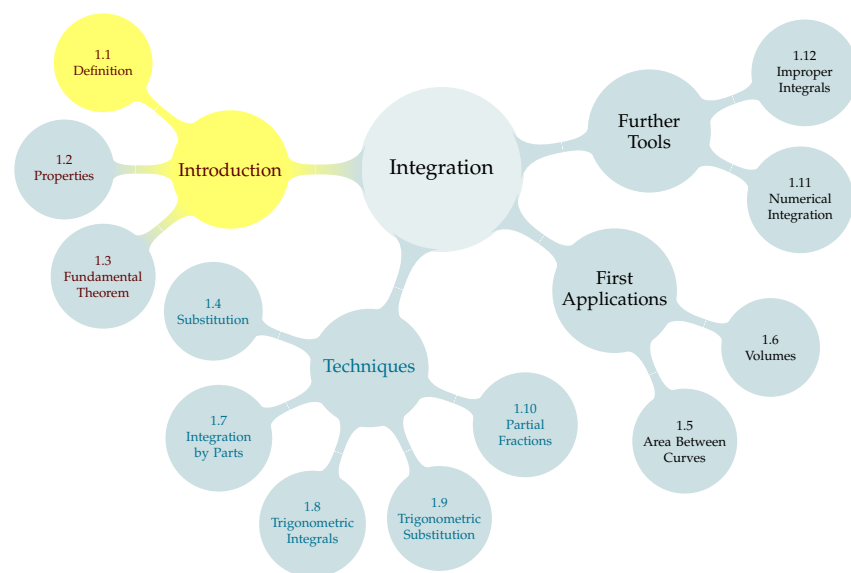 1.1
Definition
1.2
Properties
1.3
Fundamental
Theorem
Introduction
Integration
Further
Tools
1.12
Improper
Integrals
1.11
Numerical
Integration
First
Applications
1.6
Volumes
1.5
Area Between
Curves
Techniques
1.4
Substitution
1.7
Integration
by Parts
1.8
Trigonometric
Integrals
1.9
Trigonometric
Substitution
1.10
Partial
Fractions